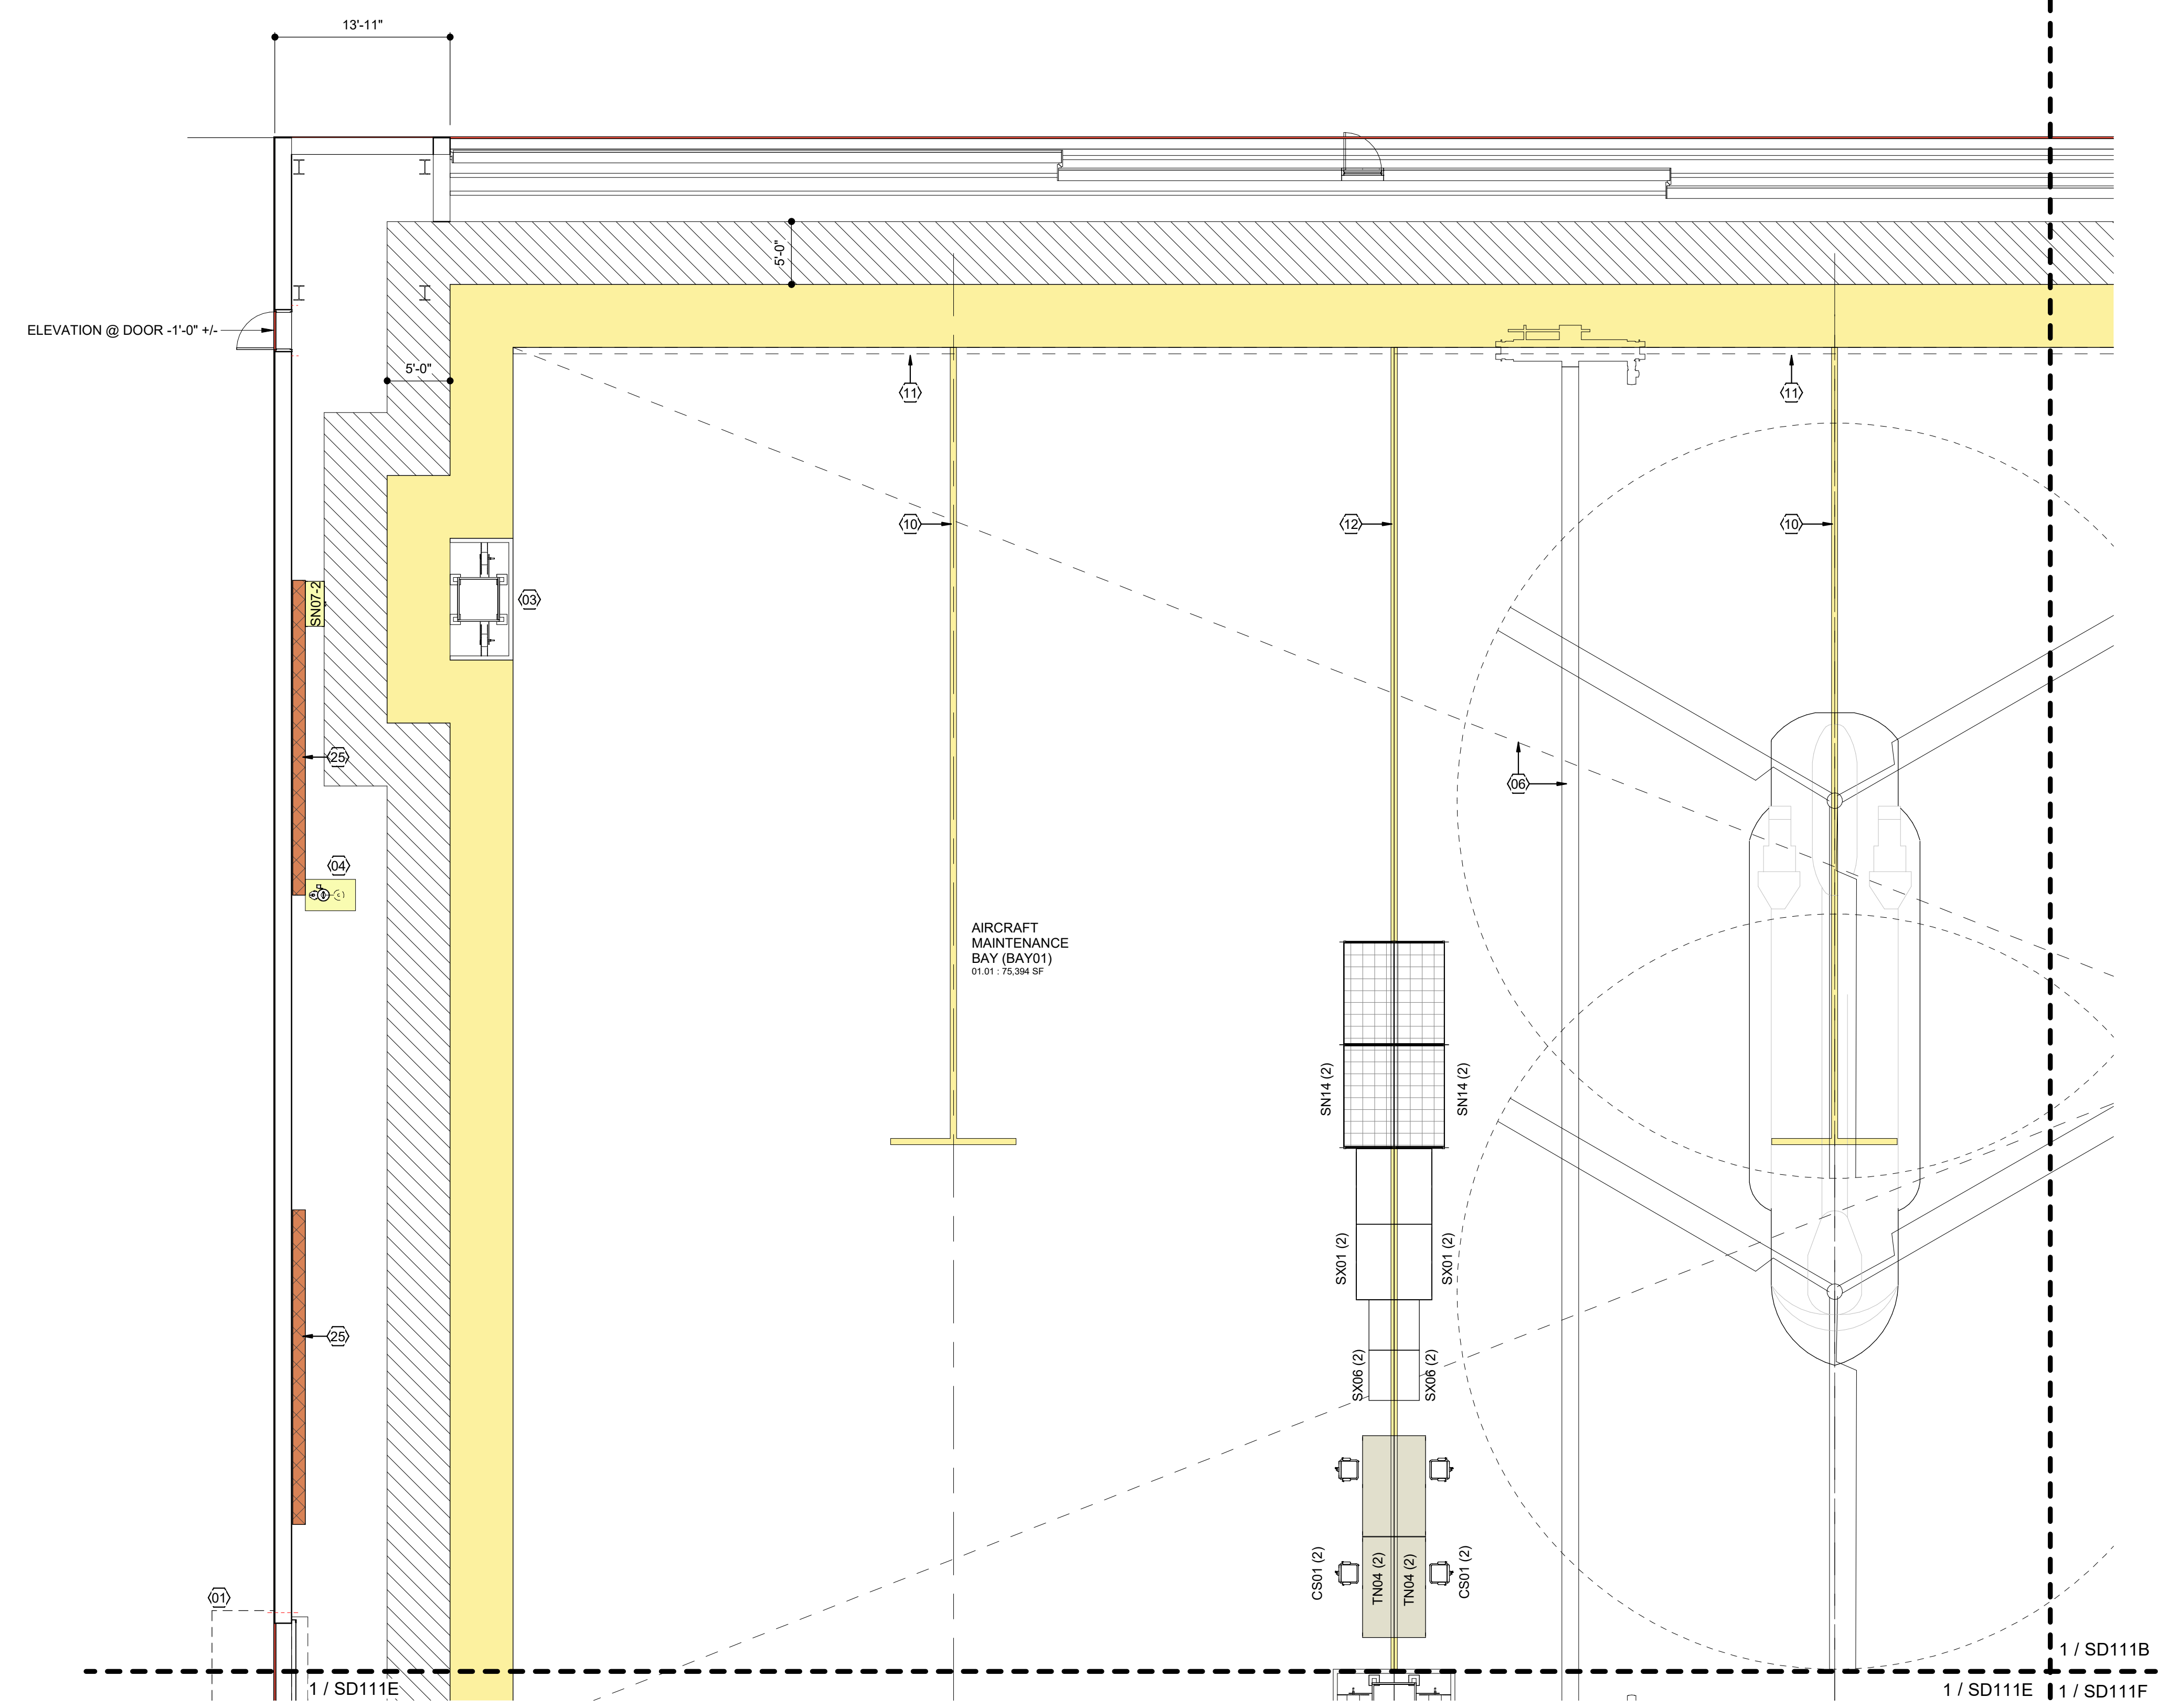 13'-11"
5'-0"
ELEVATION @ DOOR -1'-0" +/-
5'-0"
11
11
10
12
10
SN07-2
03
25
06
04
AIRCRAFT
MAINTENANCE
BAY (BAY01)
01.01 : 75,394 SF
SN14 (2)
SN14 (2)
SX01 (2)
SX01 (2)
25
SX06 (2)
SX06 (2)
CS01 (2)
TN04 (2)
TN04 (2)
CS01 (2)
01
1 / SD111B
1 / SD111E
1 / SD111E
1 / SD111F